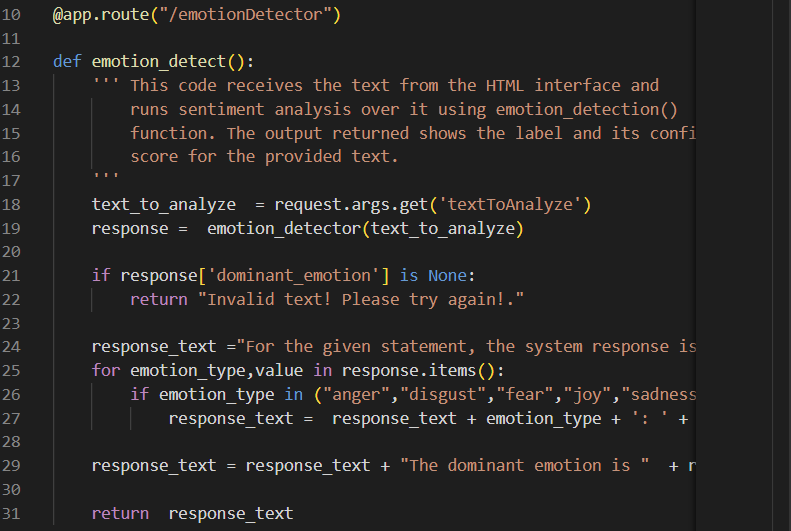 10 @app.route("/emotionDetector")
11
12 def emotion_detect():
13     ''' This code receives the text from the HTML interface and
14         runs sentiment analysis over it using emotion_detection()
15         function. The output returned shows the label and its confi
16         score for the provided text.
17     '''
18     text_to_analyze  = request.args.get('textToAnalyze')
19     response =  emotion_detector(text_to_analyze)
20
21     if response['dominant_emotion'] is None:
22         return "Invalid text! Please try again!."
23
24     response_text ="For the given statement, the system response is
25     for emotion_type,value in response.items():
26         if emotion_type in ("anger","disgust","fear","joy","sadness
27             response_text =  response_text + emotion_type + ': ' +
28
29     response_text = response_text + "The dominant emotion is "  + r
30
31     return  response_text